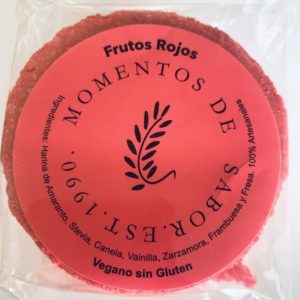 Frutos Rojos
MOMENTOS DE SABOR.EST.1990.
Ingredientes: Harina de Amaranto, Stevia, Canela, Vainilla, Zarzamora, Frambuesa y Fresa. 100% Artesanales
Vegano sin Gluten